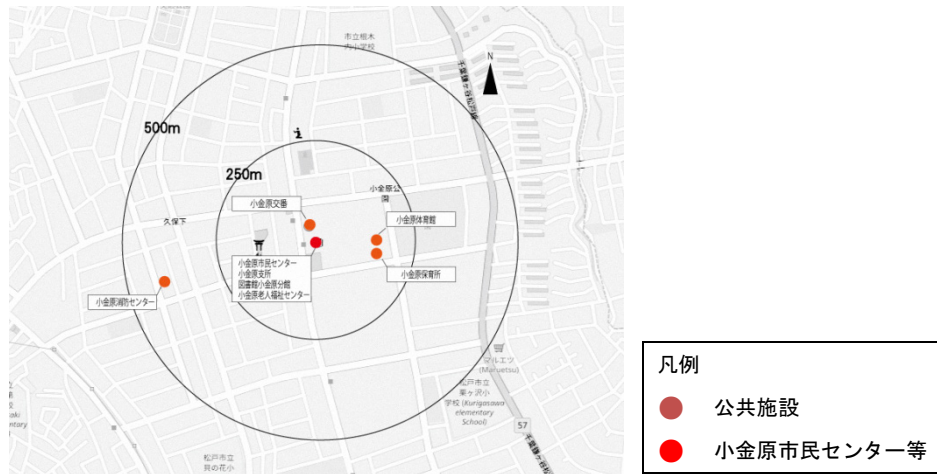 市立根木
内小学校
N
千葉鎌ケ谷松戸線
500m
250m
小金原公
園
小金原交番
小金原体育館
久保下
小金原市民センター
小金原支所
図書館小金原分館
小金原老人福祉センター
小金原保育所
小金原消防センター
マルエツ
(Maruetsu)
松戸市立
栗ケ沢小
学校 (Kurigasawa
elementary
School)
57
松戸市立
貝の花小
凡例
公共施設
小金原市民センター等